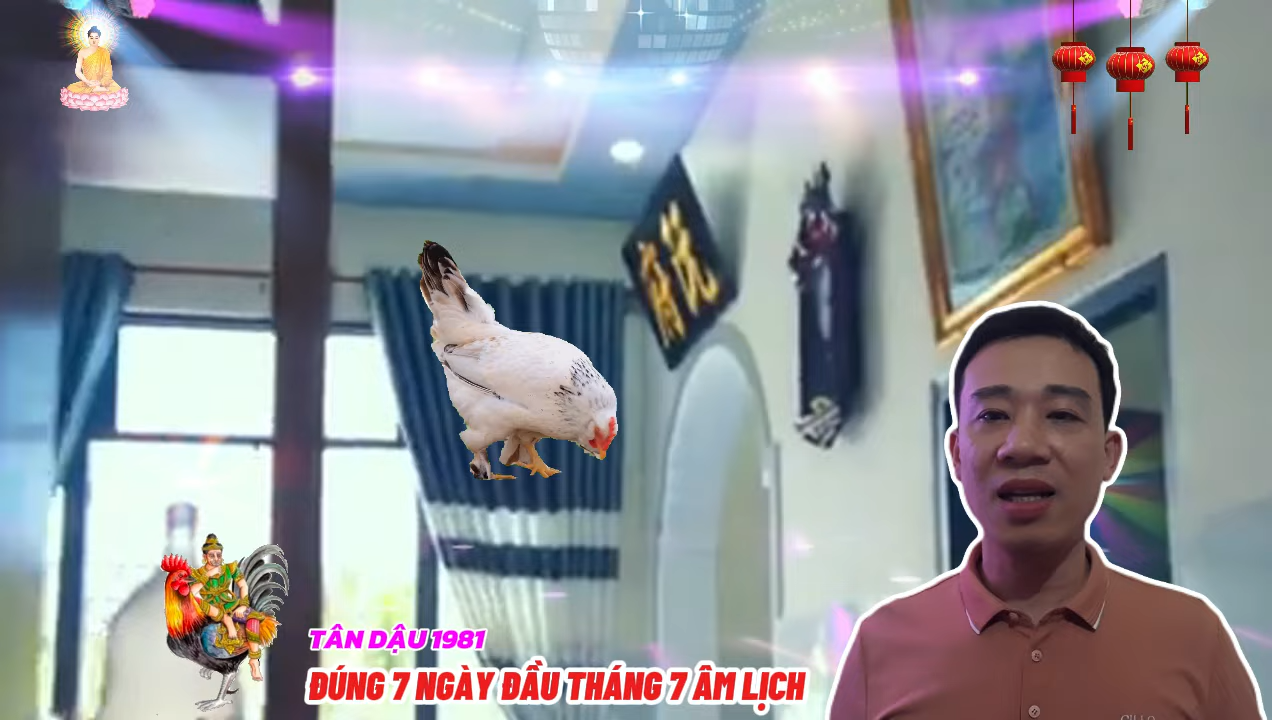 TÂN DẬU 1981
ĐÚNG 7 NGÀY ĐẦU THÁNG 7 ÂM LỊCH